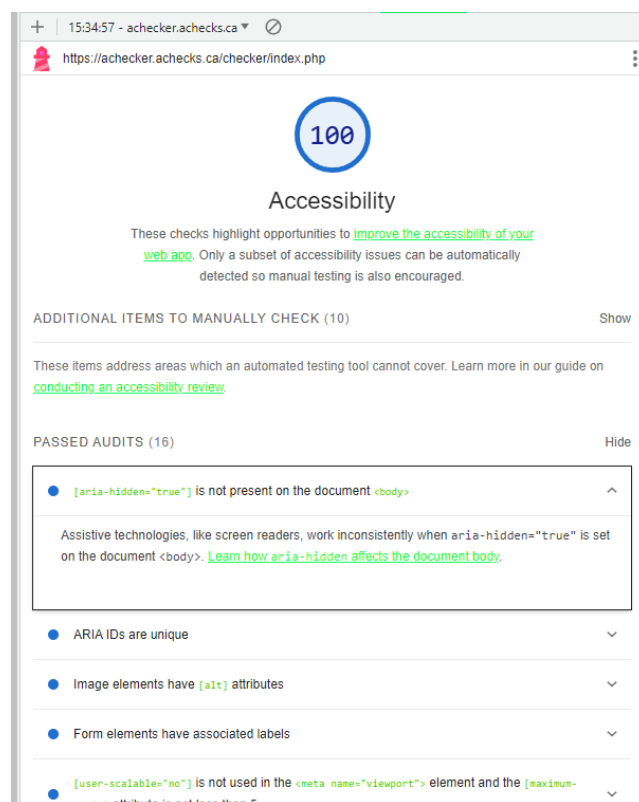 15:34:57 - achecker.achecks.ca
https://achecker.achecks.ca/checker/index.php
100
Accessibility
These checks highlight opportunities to improve the accessibility of your
web app. Only a subset of accessibility issues can be automatically
detected so manual testing is also encouraged.
ADDITIONAL ITEMS TO MANUALLY CHECK (10) Show
These items address areas which an automated testing tool cannot cover. Learn more in our guide on
conducting an accessibility review.
PASSED AUDITS (16) Hide
[aria-hidden="true"] is not present on the document <body>
Assistive technologies, like screen readers, work inconsistently when aria-hidden="true" is set
on the document <body>. Learn how aria-hidden affects the document body.
ARIA IDs are unique
Image elements have [alt] attributes
Form elements have associated labels
[user-scalable="no"] is not used in the <meta name="viewport"> element and the [maximum-
attribute is not less than 5